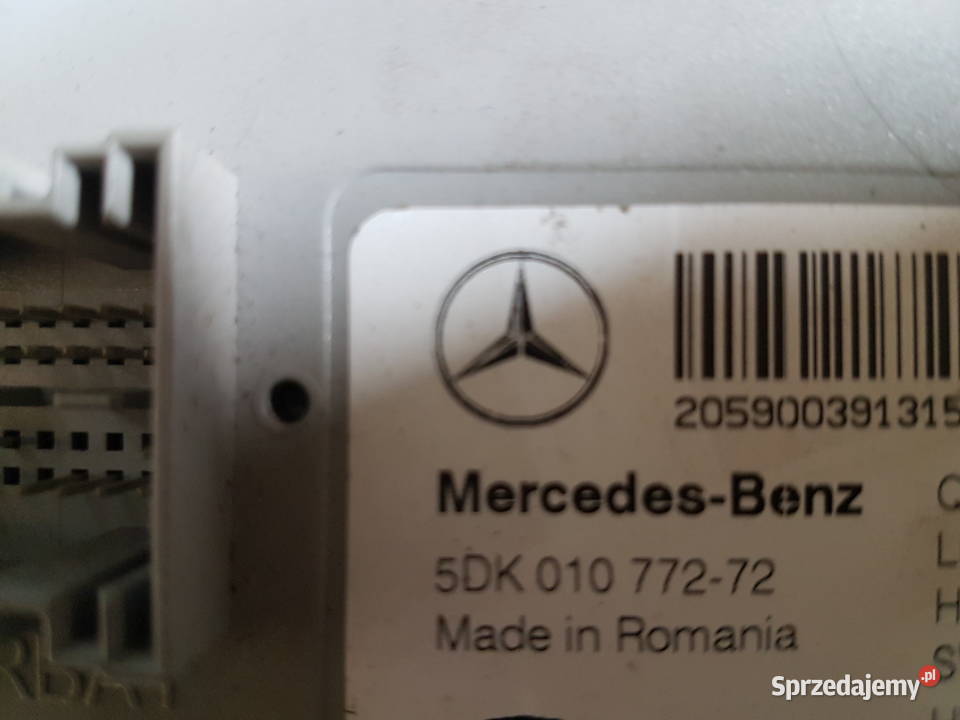 205900391315
Mercedes-Benz
5DK 010 772-72
Made in Romania
L
H
Sprzedajemy.pl